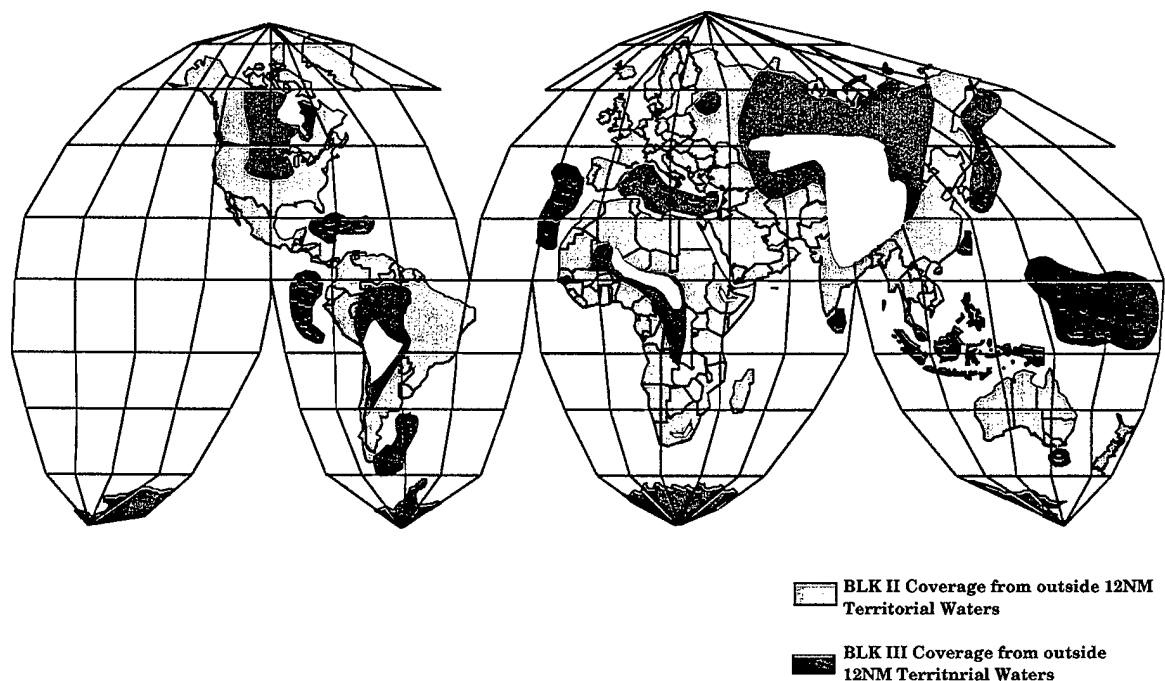 BLK II Coverage from outside 12NM
Territorial Waters
BLK III Coverage from outside
12NM Territnrial Waters